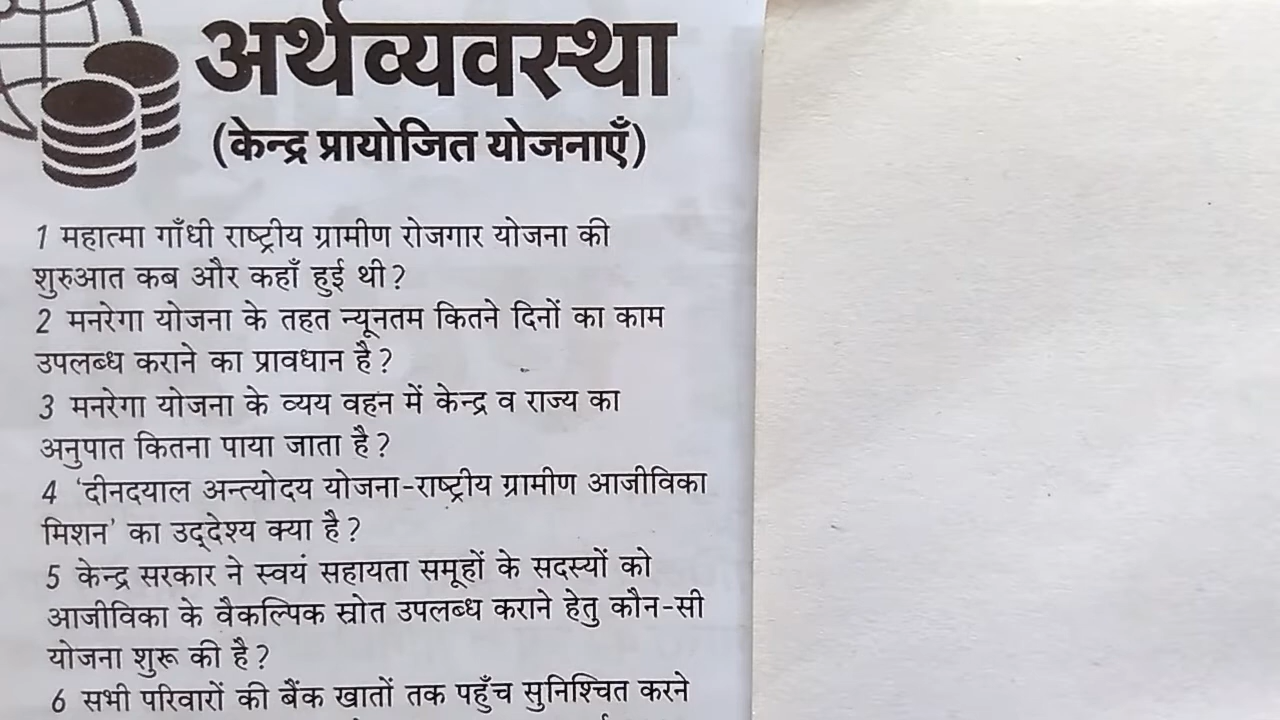 अर्थव्यवस्था
(केन्द्र प्रायोजित योजनाएँ)
1 महात्मा गाँधी राष्ट्रीय ग्रामीण रोजगार योजना की
शुरुआत कब और कहाँ हुई थी?
2 मनरेगा योजना के तहत न्यूनतम कितने दिनों का काम
उपलब्ध कराने का प्रावधान है?
3 मनरेगा योजना के व्यय वहन में केन्द्र व राज्य का
अनुपात कितना पाया जाता है?
4 'दीनदयाल अन्त्योदय योजना-राष्ट्रीय ग्रामीण आजीविका
मिशन' का उद्देश्य क्या है?
5 केन्द्र सरकार ने स्वयं सहायता समूहों के सदस्यों को
आजीविका के वैकल्पिक स्रोत उपलब्ध कराने हेतु कौन-सी
योजना शुरू की है?
6 सभी परिवारों की बैंक खातों तक पहुँच सुनिश्चित करने